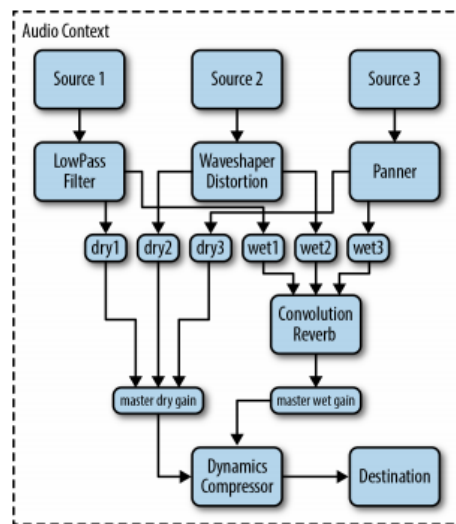 Audio Context
Source 1
Source 2
Source 3
LowPass
Filter
Waveshaper
Distortion
Panner
dry1
dry2
dry3
wet1
wet2
wet3
Convolution
Reverb
master dry gain
master wet gain
Dynamics
Compressor
Destination